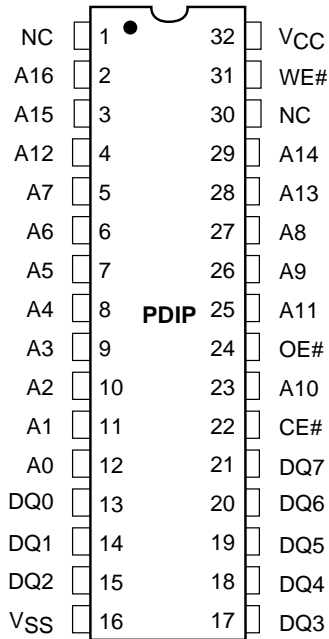 NC 1 32 VCC
A16 2 31 WE#
A15 3 30 NC
A12 4 29 A14
A7 5 28 A13
A6 6 27 A8
A5 7 26 A9
A4 8 PDIP 25 A11
A3 9 24 OE#
A2 10 23 A10
A1 11 22 CE#
A0 12 21 DQ7
DQ0 13 20 DQ6
DQ1 14 19 DQ5
DQ2 15 18 DQ4
VSS 16 17 DQ3